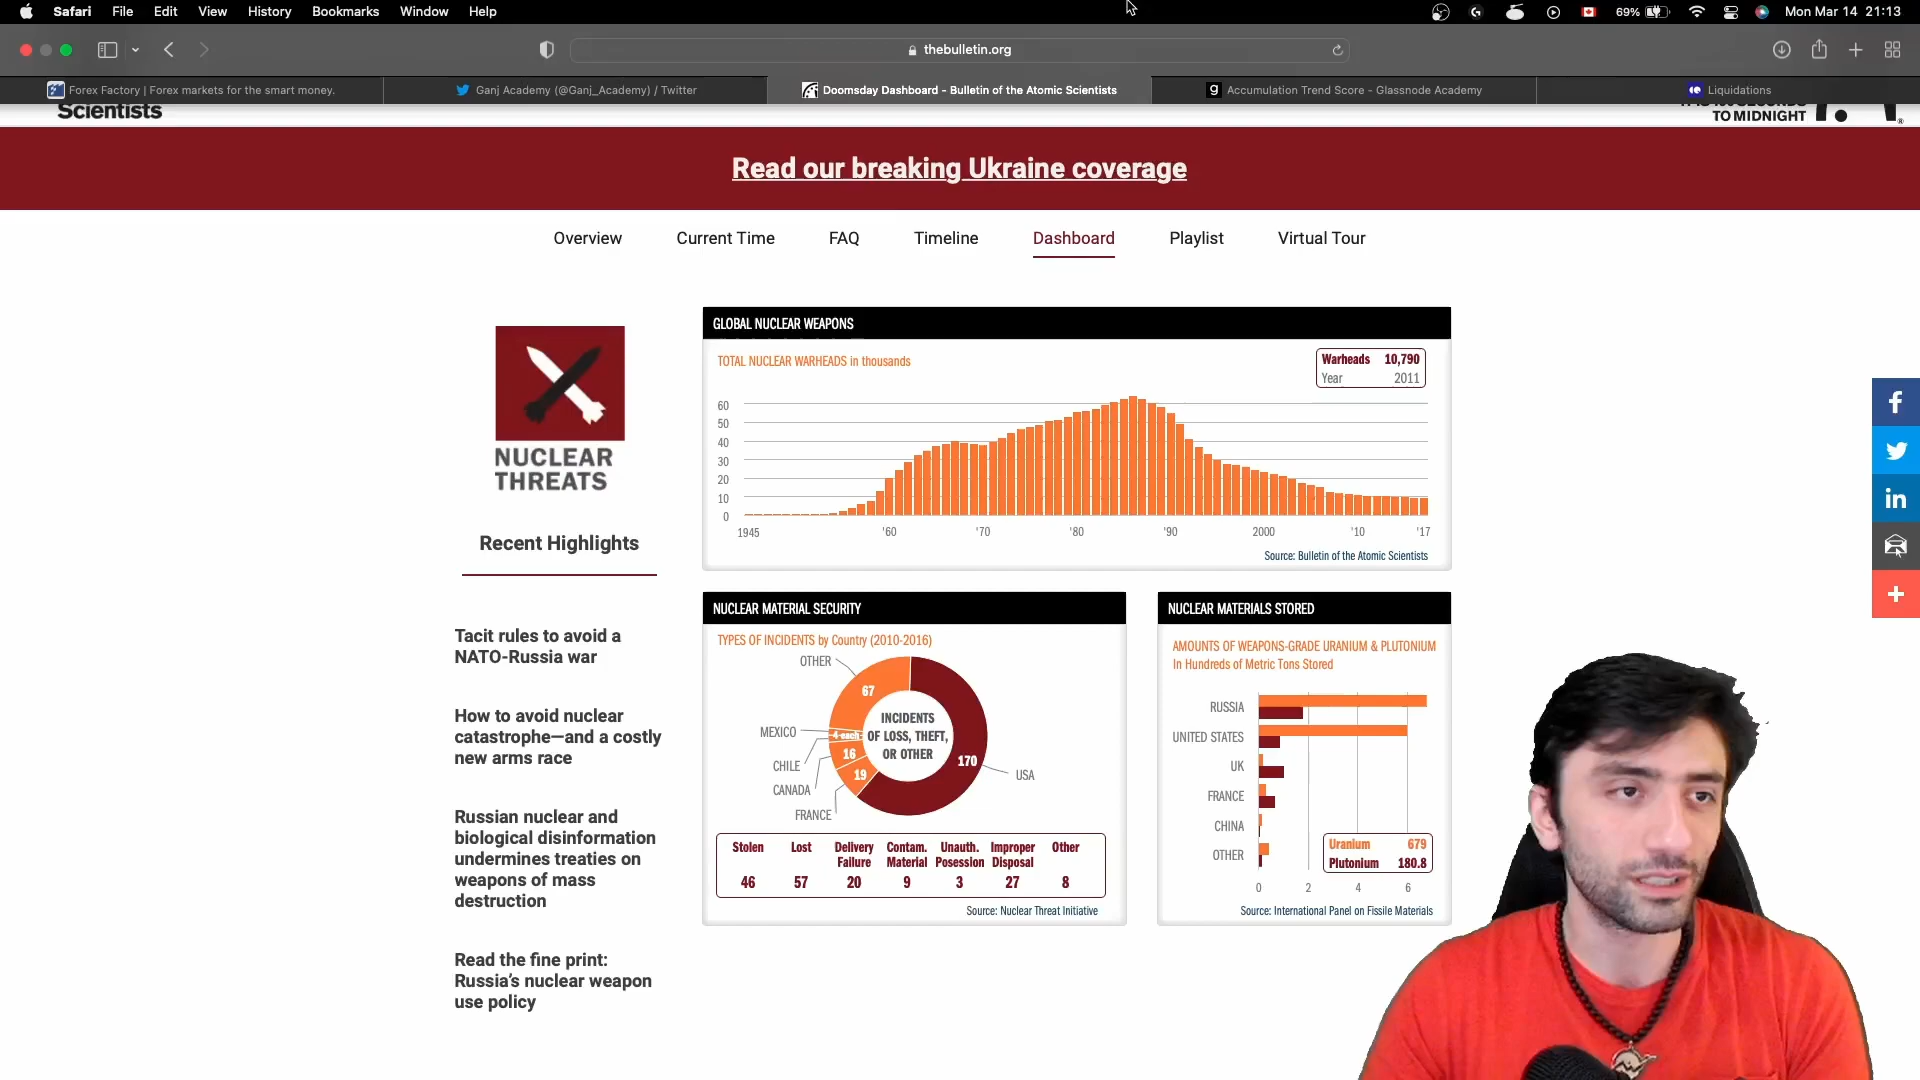 Safari File Edit View History Bookmarks Window Help
69% Mon Mar 14 21:13
thebulletin.org
Forex Factory | Forex markets for the smart money.
Ganj Academy (@Ganj_Academy) / Twitter
Doomsday Dashboard - Bulletin of the Atomic Scientists
Accumulation Trend Score - Glassnode Academy
Liquidations
Scientists
TO MIDNIGHT
Read our breaking Ukraine coverage
Overview Current Time FAQ Timeline Dashboard Playlist Virtual Tour
NUCLEAR
THREATS
Recent Highlights
Tacit rules to avoid a
NATO-Russia war
How to avoid nuclear
catastrophe—and a costly
new arms race
Russian nuclear and
biological disinformation
undermines treaties on
weapons of mass
destruction
Read the fine print:
Russia's nuclear weapon
use policy
GLOBAL NUCLEAR WEAPONS
TOTAL NUCLEAR WARHEADS in thousands
Warheads 10,790
Year 2011
60
50
40
30
20
10
0
1945 '60 '70 '80 '90 2000 '10 '17
Source: Bulletin of the Atomic Scientists
NUCLEAR MATERIAL SECURITY
TYPES OF INCIDENTS by Country (2010-2016)
OTHER
67
MEXICO
4 each
CHILE
16
CANADA
19
FRANCE
170
USA
INCIDENTS
OF LOSS, THEFT,
OR OTHER
Stolen Lost Delivery Failure Contam. Material Unauth. Posession Improper Disposal Other
46 57 20 9 3 27 8
Source: Nuclear Threat Initiative
NUCLEAR MATERIALS STORED
AMOUNTS OF WEAPONS-GRADE URANIUM & PLUTONIUM
In Hundreds of Metric Tons Stored
RUSSIA
UNITED STATES
UK
FRANCE
CHINA
OTHER
Uranium 679
Plutonium 180.8
0 2 4 6
Source: International Panel on Fissile Materials